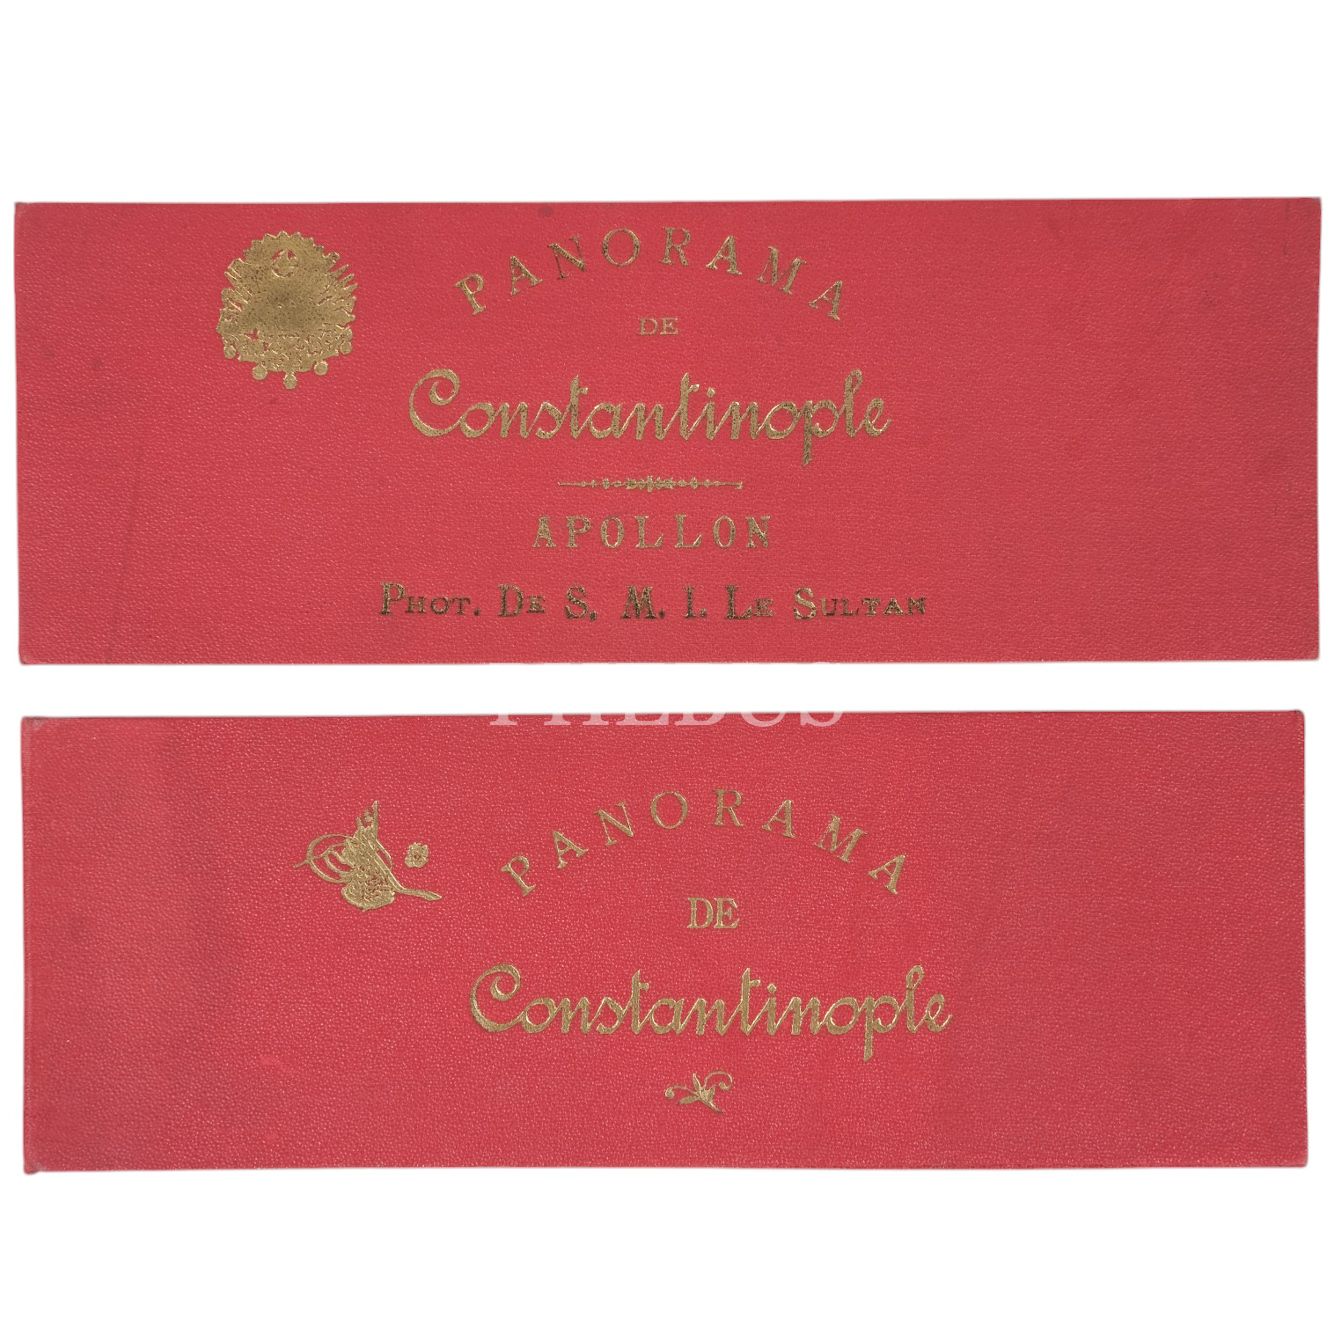 PANORAMA
DE
Constantinople
APOLLON
PHOT. DE S. M. I. LE SULTAN
PANORAMA
DE
Constantinople